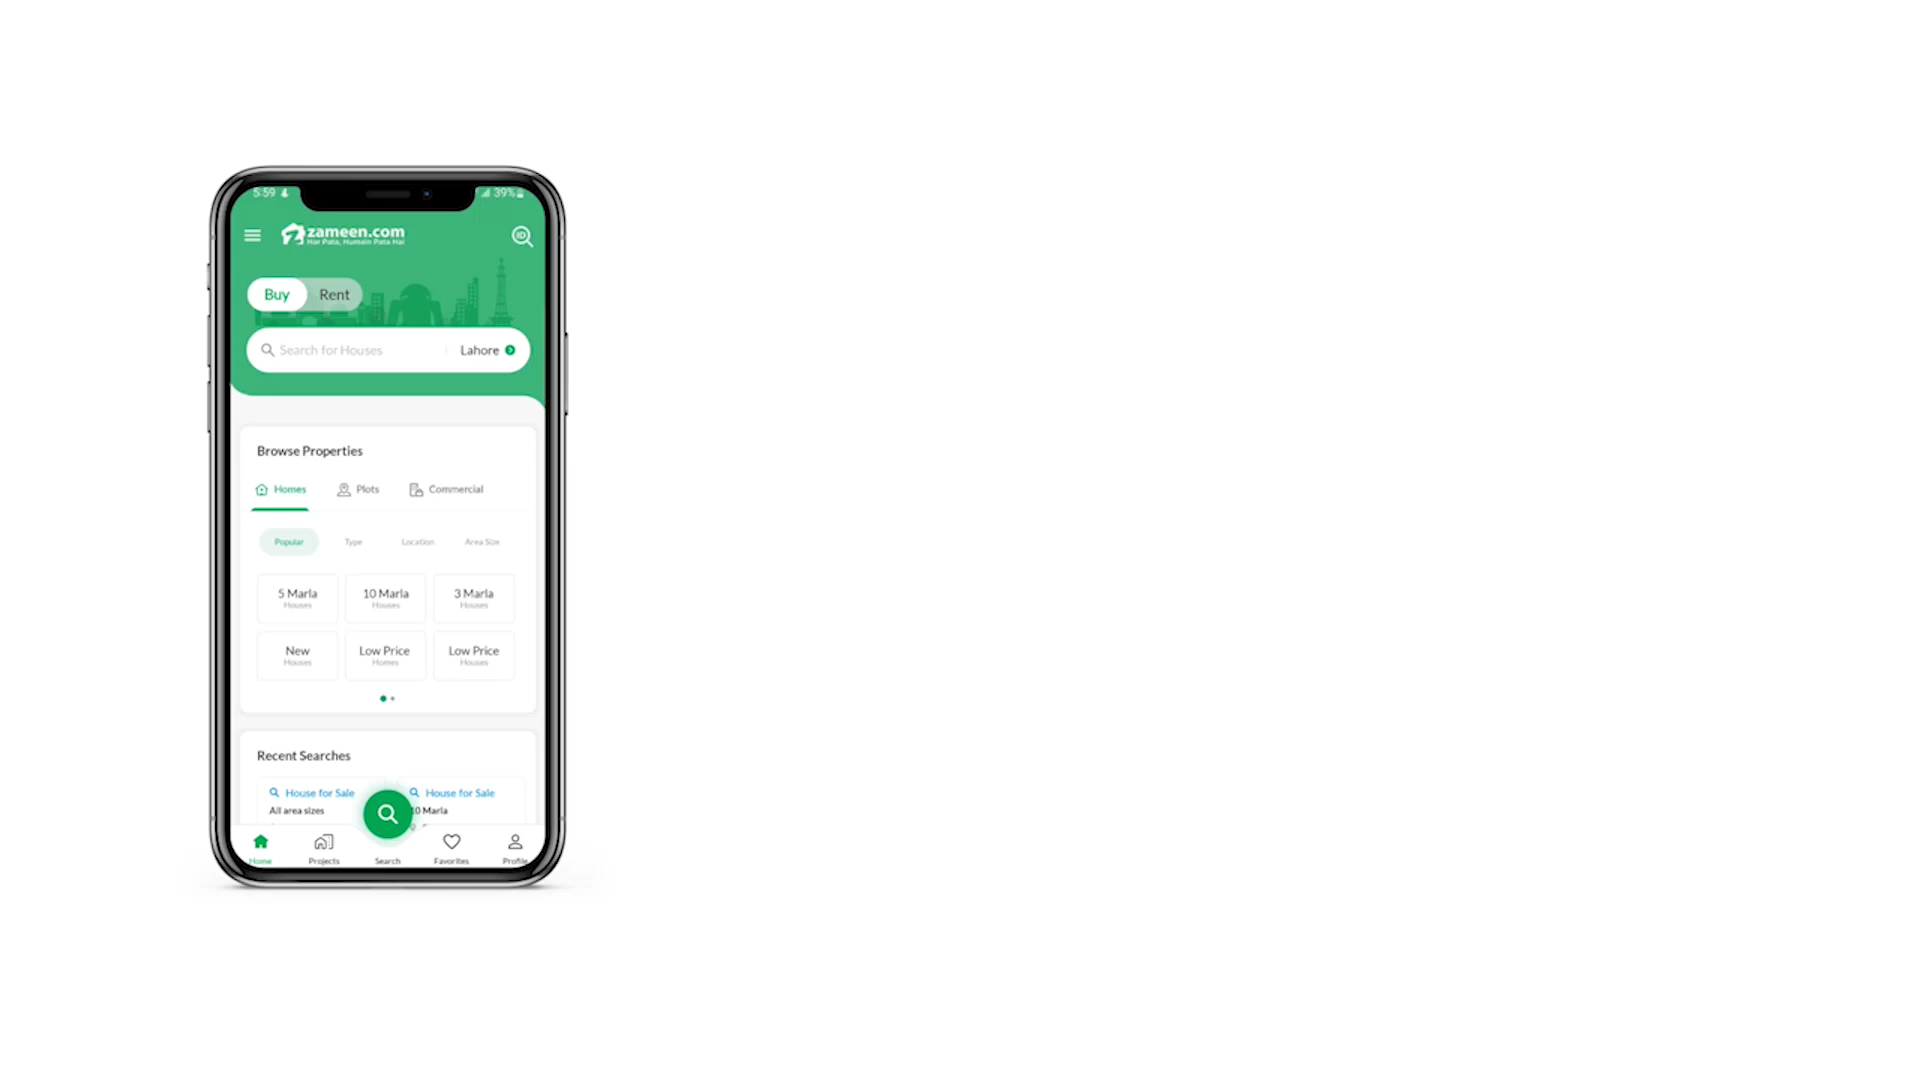 5:59
39%
zameen.com
Har Pata, Humein Pata Hai
ID
Buy Rent
Search for Houses Lahore
Browse Properties
Homes Plots Commercial
Popular Type Location Area Size
5 Marla 10 Marla 3 Marla
Houses Houses Houses
New Low Price Low Price
Houses Homes Houses
Recent Searches
House for Sale House for Sale
All area sizes 10 Marla
Home Projects Search Favorites Profile